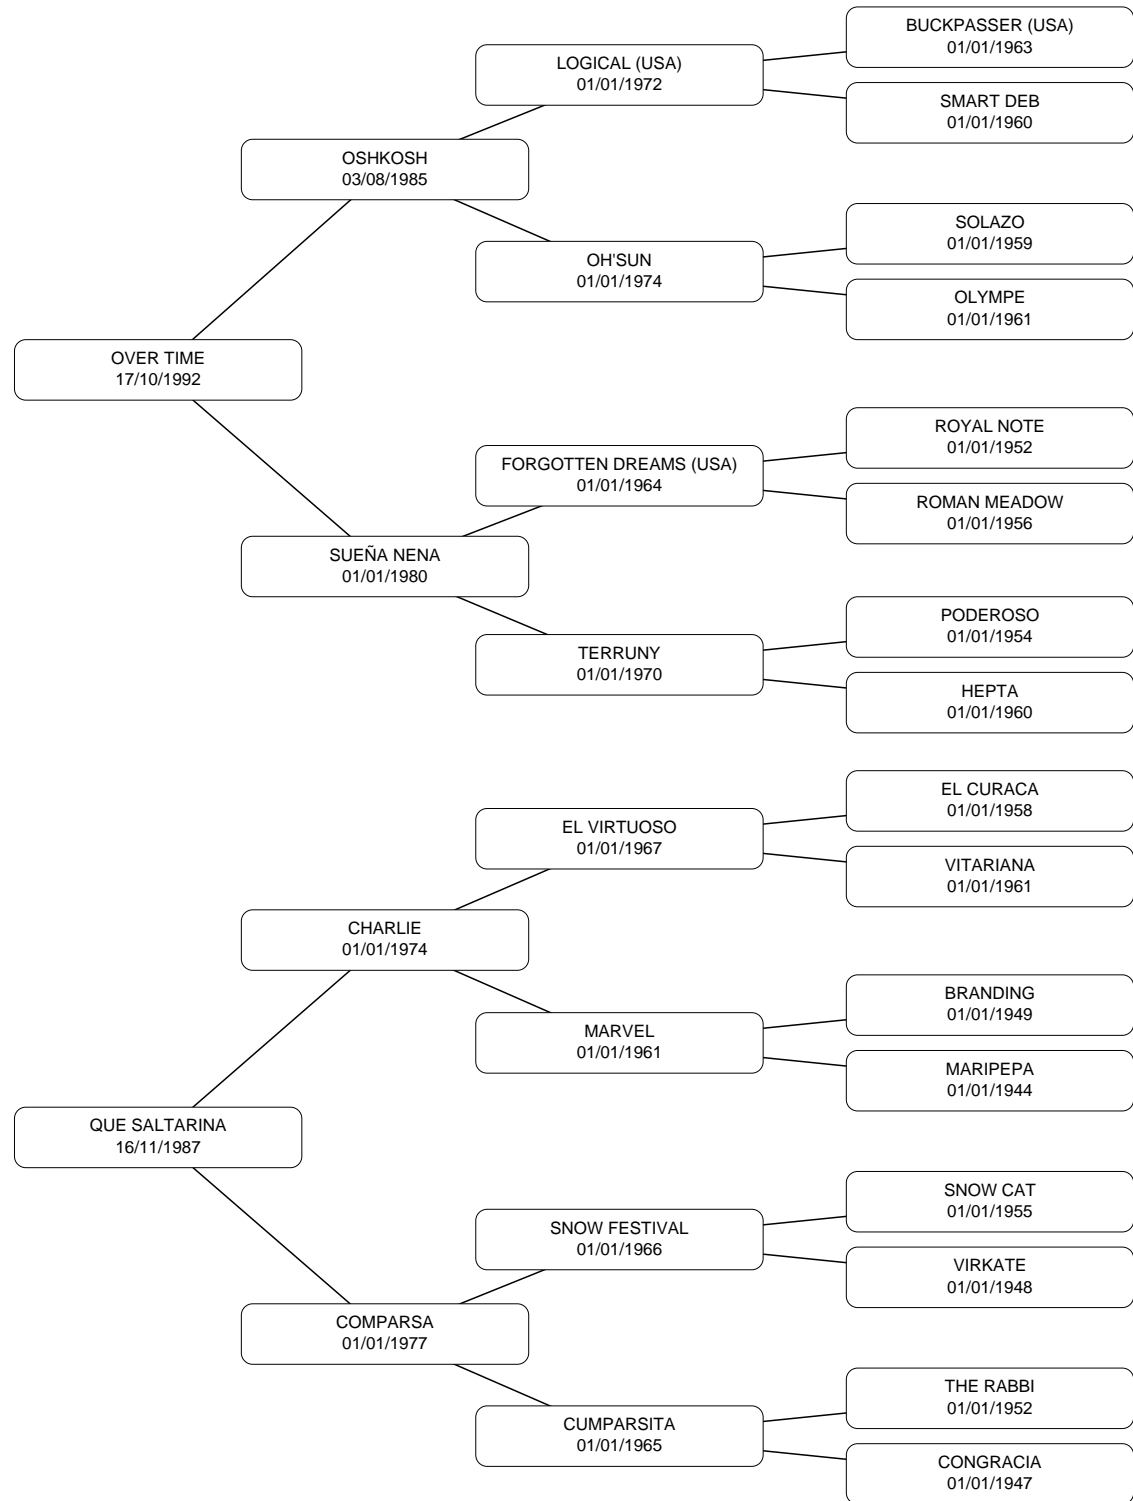 BUCKPASSER (USA)
01/01/1963
LOGICAL (USA)
01/01/1972
SMART DEB
01/01/1960
OSHKOSH
03/08/1985
SOLAZO
01/01/1959
OH'SUN
01/01/1974
OLYMPE
01/01/1961
OVER TIME
17/10/1992
ROYAL NOTE
01/01/1952
FORGOTTEN DREAMS (USA)
01/01/1964
ROMAN MEADOW
01/01/1956
SUEÑA NENA
01/01/1980
PODEROSO
01/01/1954
TERRUNY
01/01/1970
HEPTA
01/01/1960
EL CURACA
01/01/1958
EL VIRTUOSO
01/01/1967
VITARIANA
01/01/1961
CHARLIE
01/01/1974
BRANDING
01/01/1949
MARVEL
01/01/1961
MARIPEPA
01/01/1944
QUE SALTARINA
16/11/1987
SNOW CAT
01/01/1955
SNOW FESTIVAL
01/01/1966
VIRKATE
01/01/1948
COMPARSA
01/01/1977
THE RABBI
01/01/1952
CUMPARSITA
01/01/1965
CONGRACIA
01/01/1947